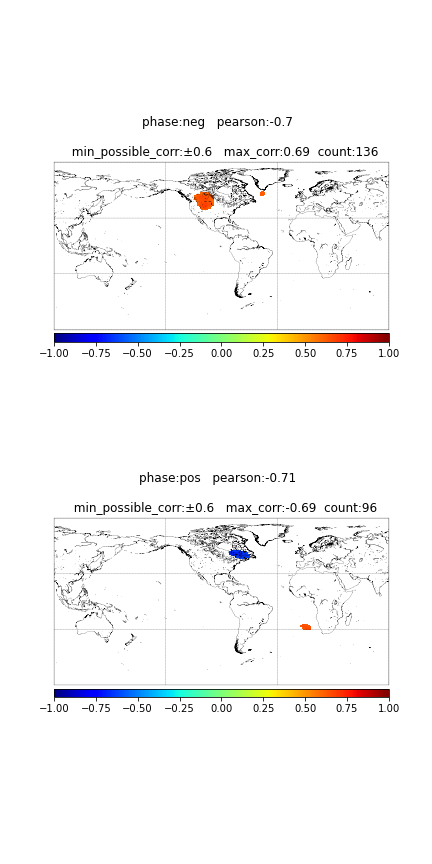 phase:neg   pearson:-0.7
min_possible_corr:±0.6   max_corr:0.69  count:136
−1.00 −0.75 −0.50 −0.25 0.00 0.25 0.50 0.75 1.00
phase:pos   pearson:-0.71
min_possible_corr:±0.6   max_corr:-0.69  count:96
−1.00 −0.75 −0.50 −0.25 0.00 0.25 0.50 0.75 1.00